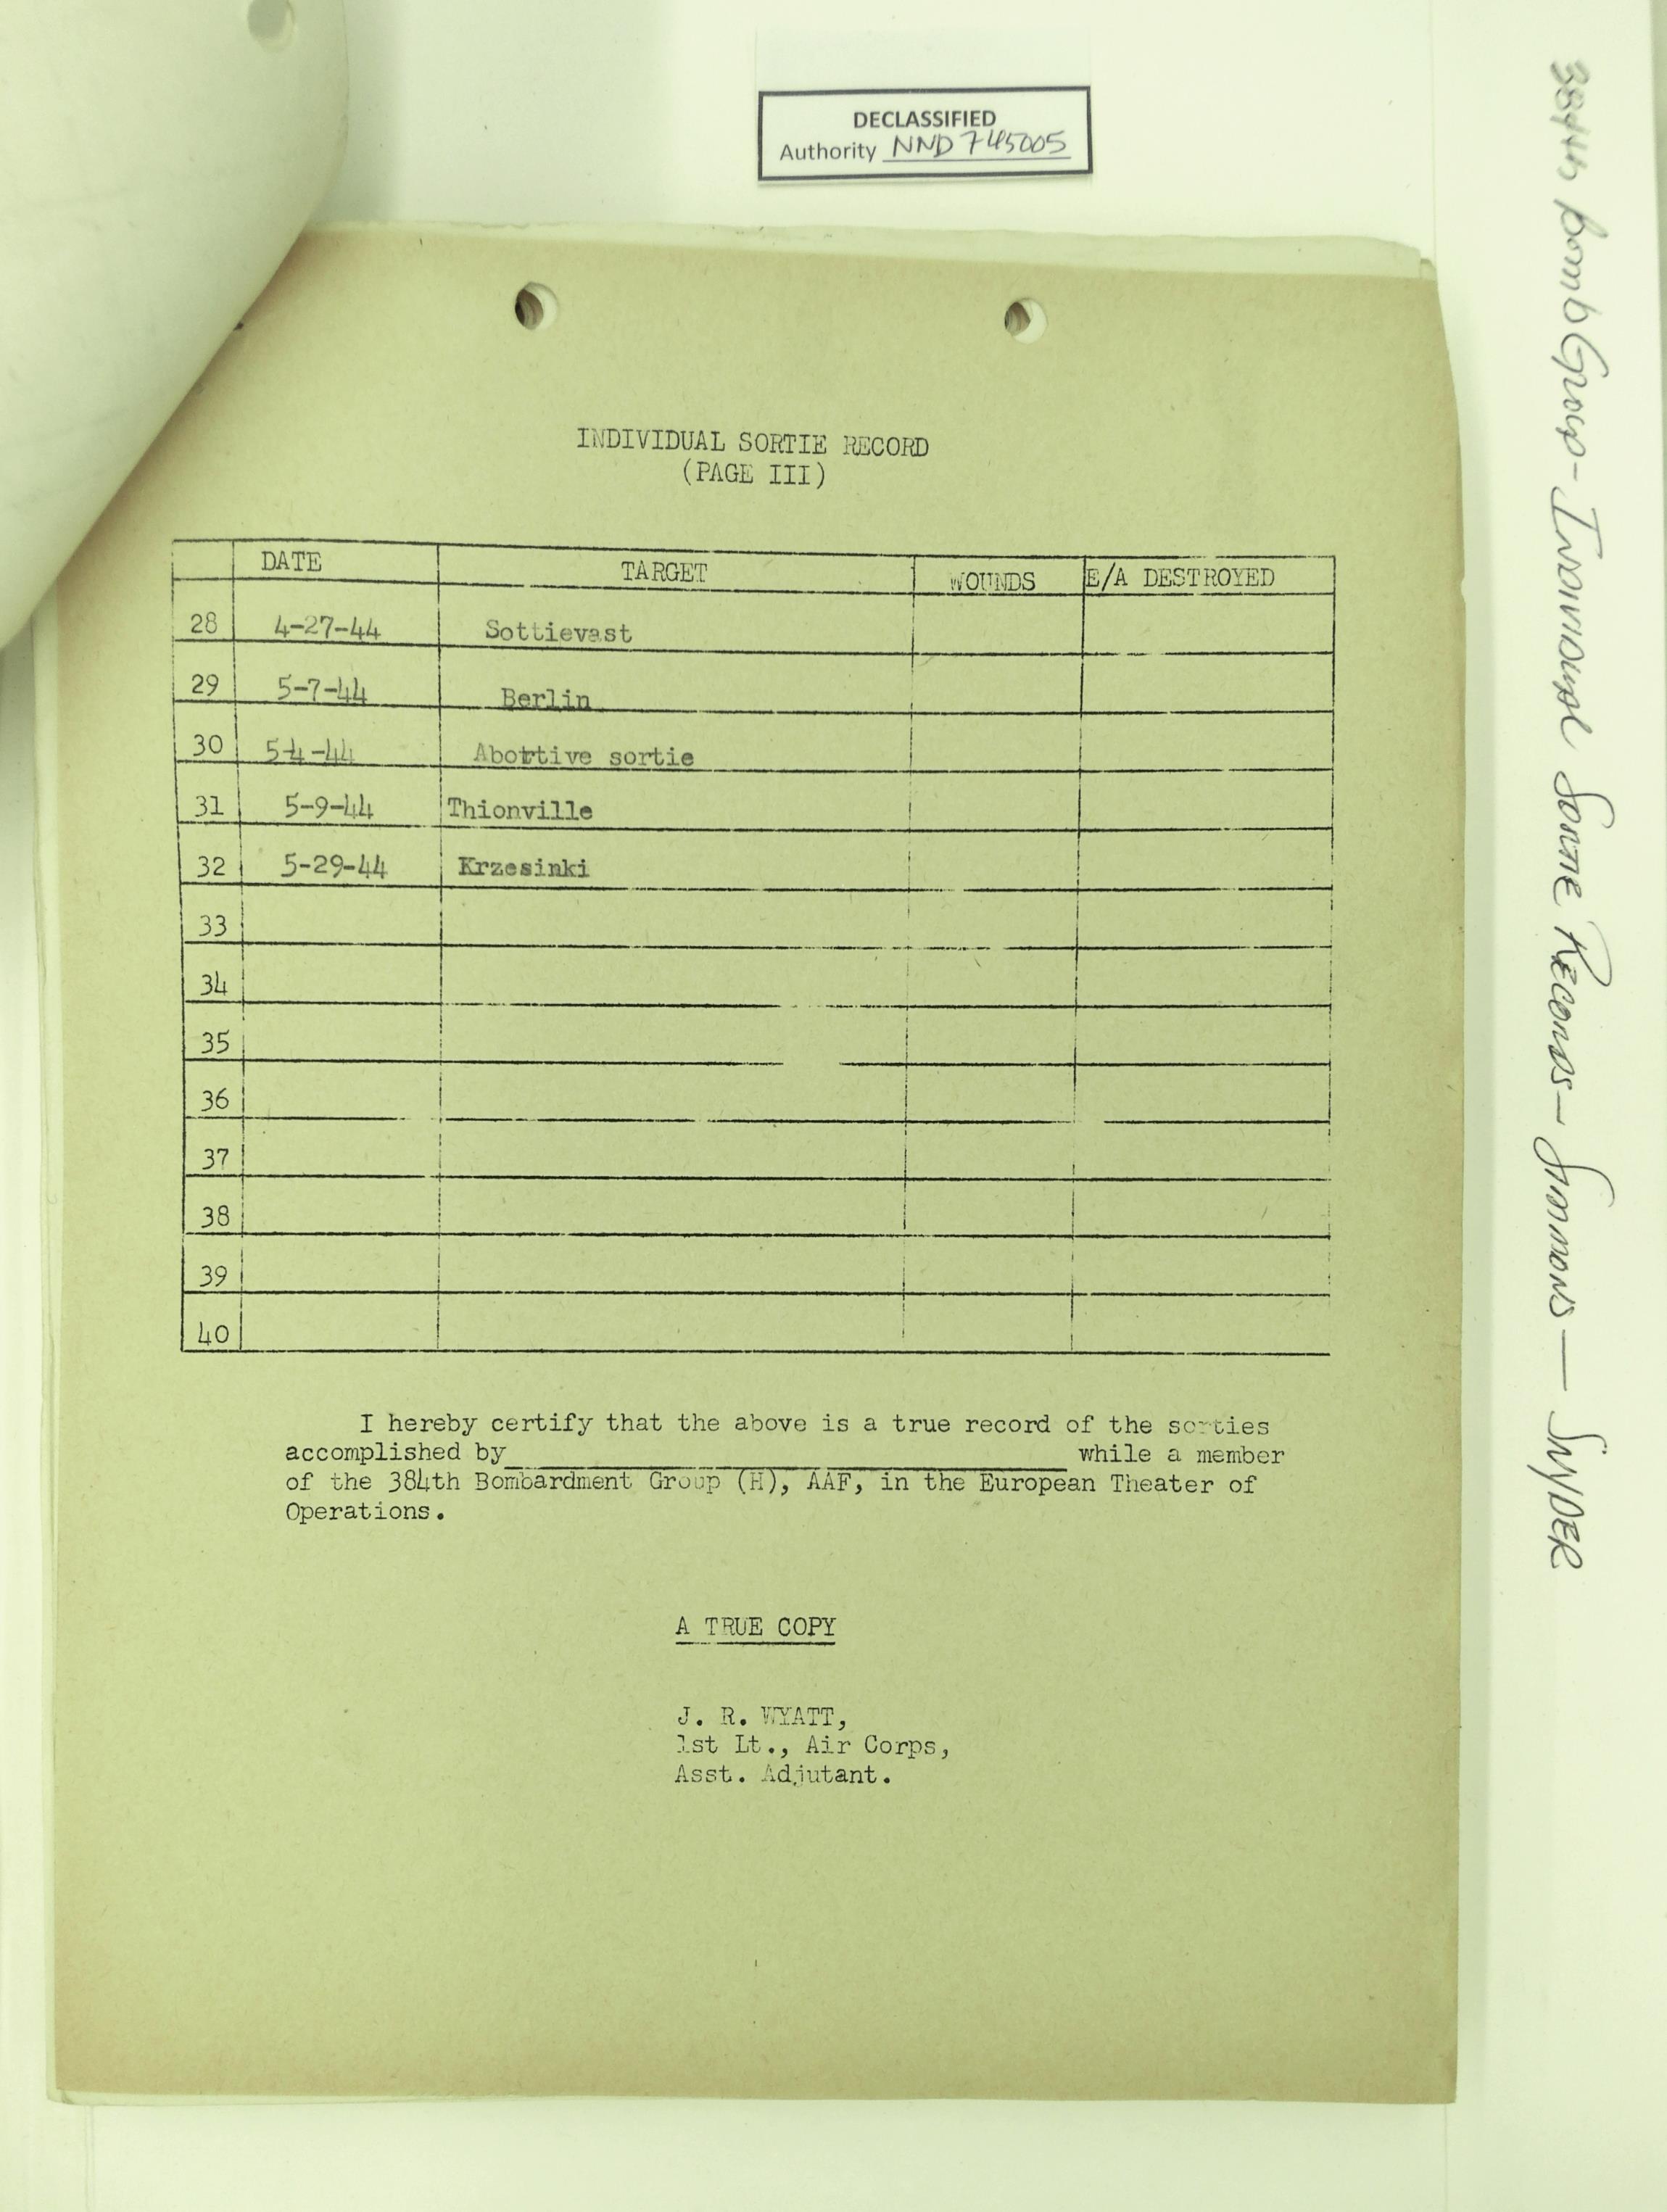 DECLASSIFIED
Authority NND 745005
INDIVIDUAL SORTIE RECORD
(PAGE III)
DATE TARGET WOUNDS E/A DESTROYED
28 4-27-44 Sottievast
29 5-7-44 Berlin
30 5-4-44 Abortive sortie
31 5-9-44 Thionville
32 5-29-44 Krzesinki
33
34
35
36
37
38
39
40
I hereby certify that the above is a true record of the sorties
accomplished by while a member
of the 384th Bombardment Group (H), AAF, in the European Theater of
Operations.
A TRUE COPY
J. R. WYATT,
1st Lt., Air Corps,
Asst. Adjutant.
384th Bomb Group - Individual Sortie Records - Simmons - Snyder